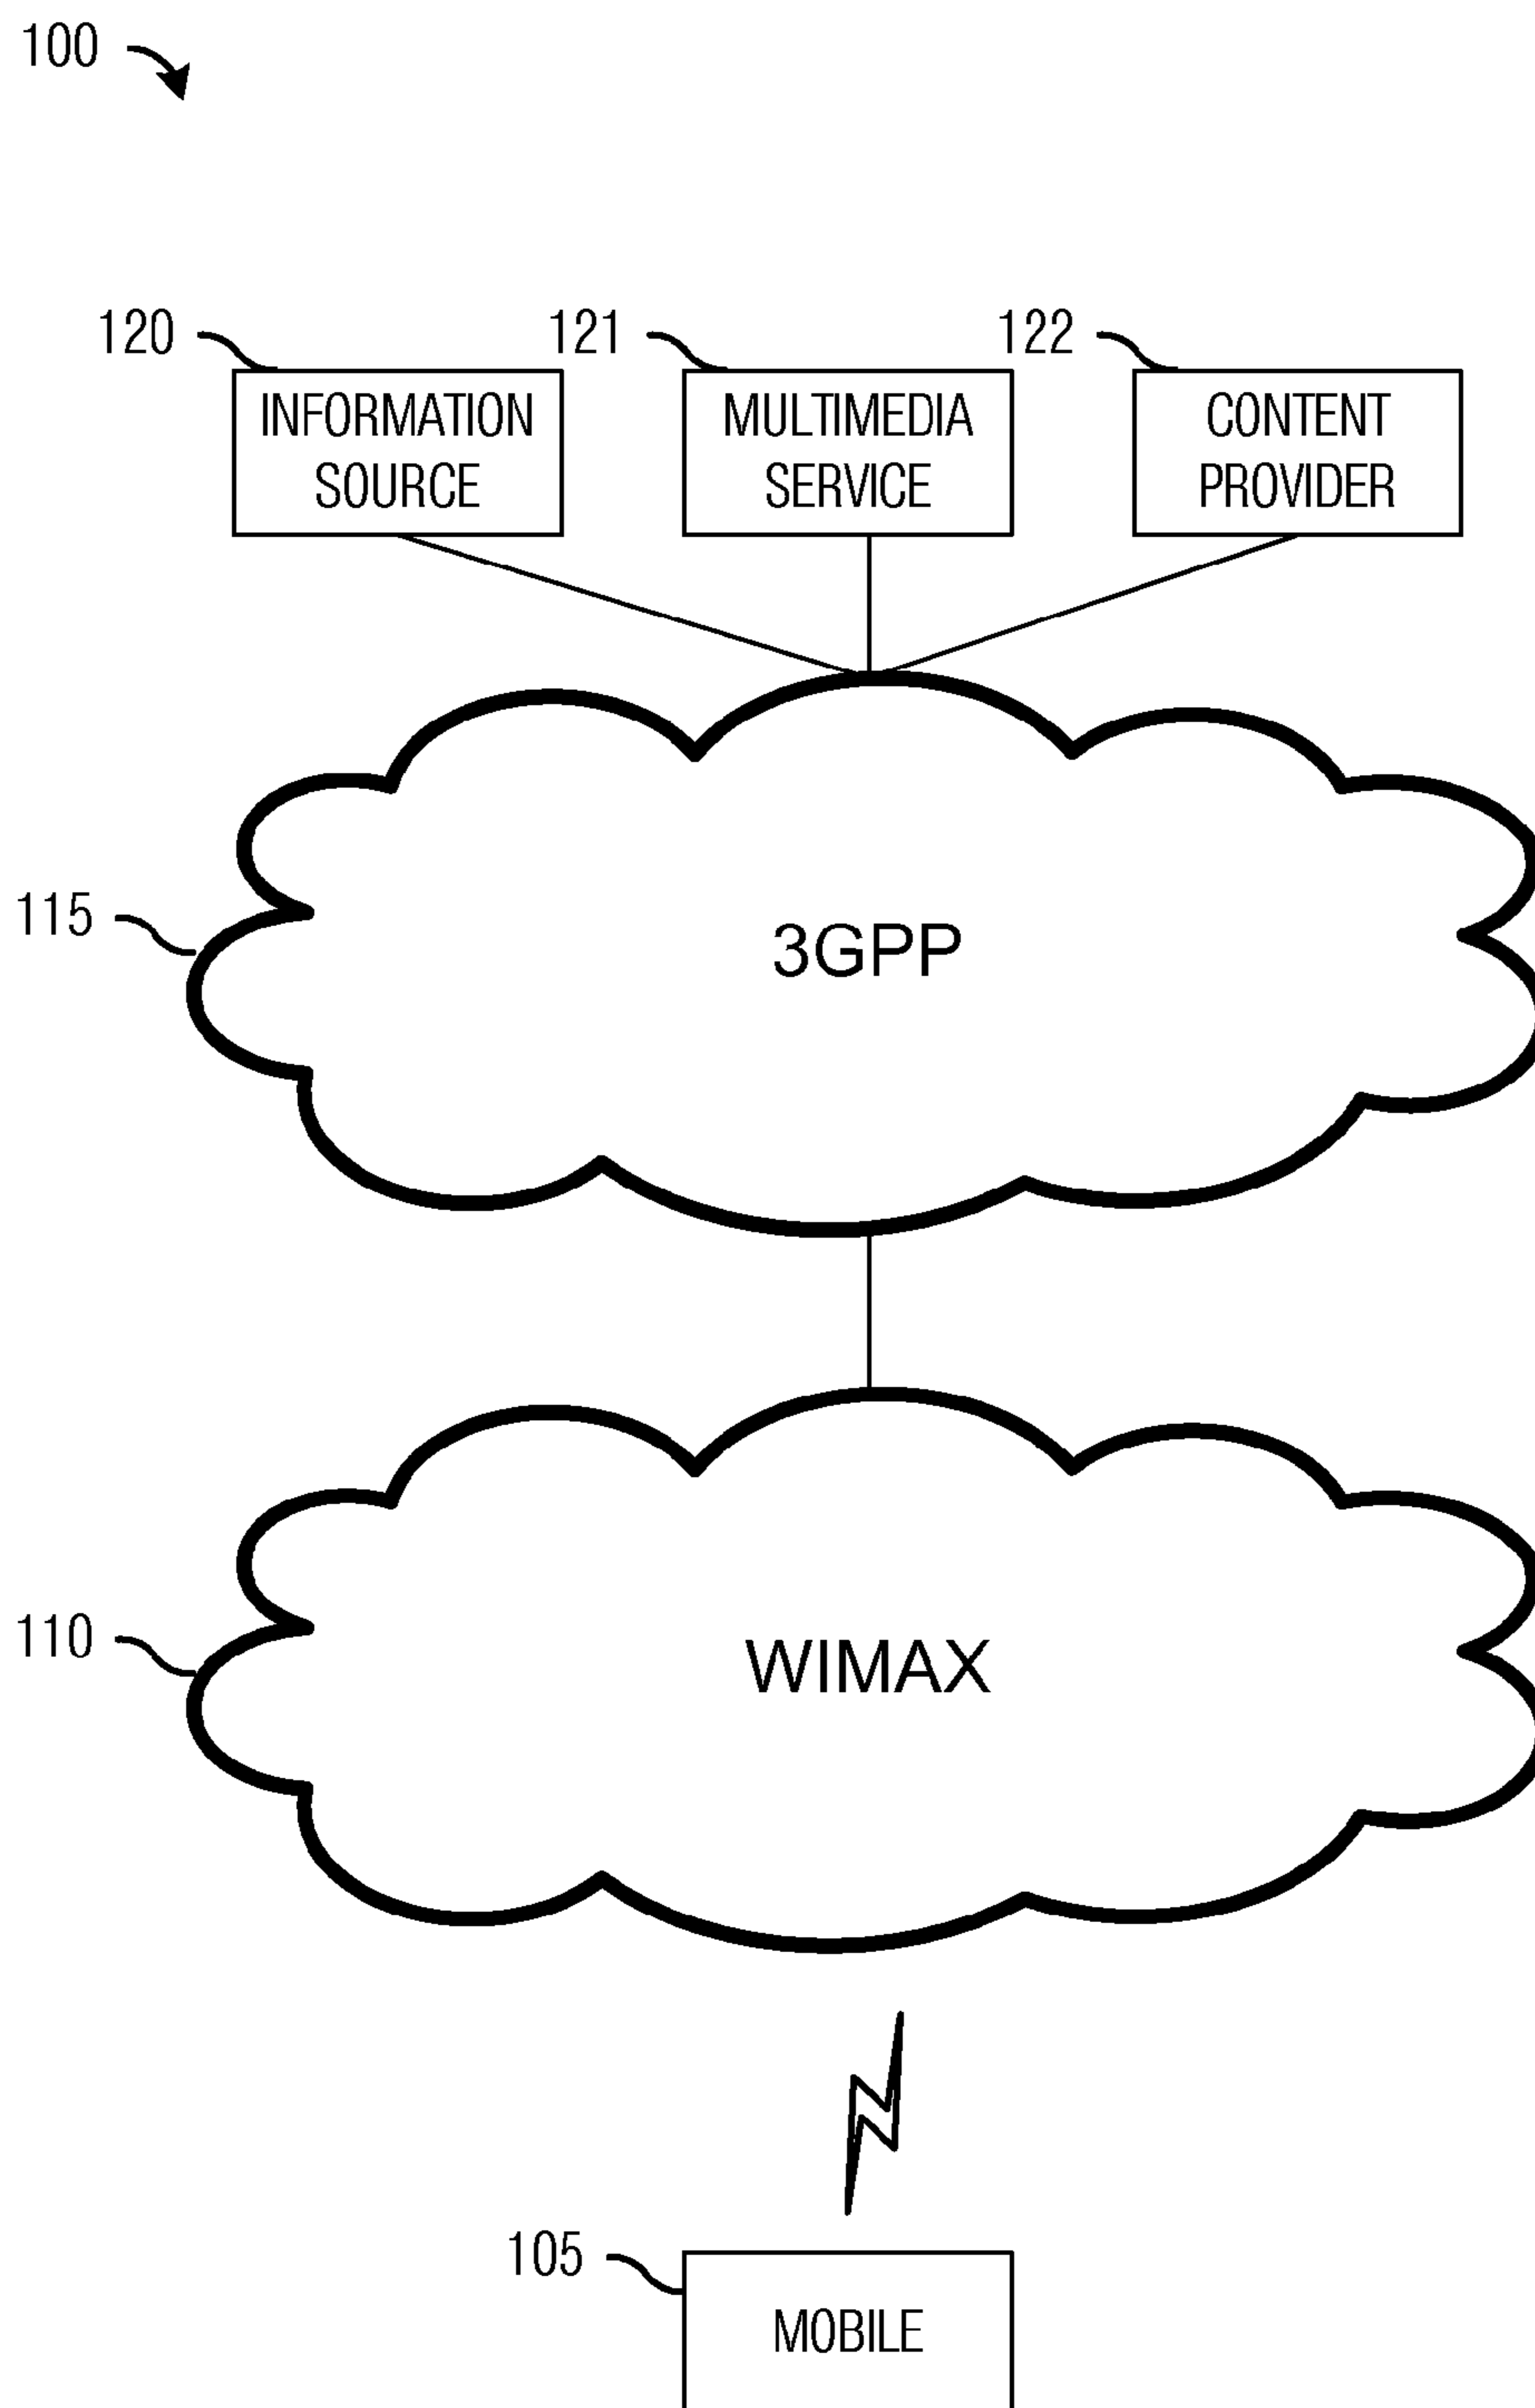 100
120
121
122
INFORMATION
SOURCE
MULTIMEDIA
SERVICE
CONTENT
PROVIDER
115
3GPP
110
WIMAX
105
MOBILE